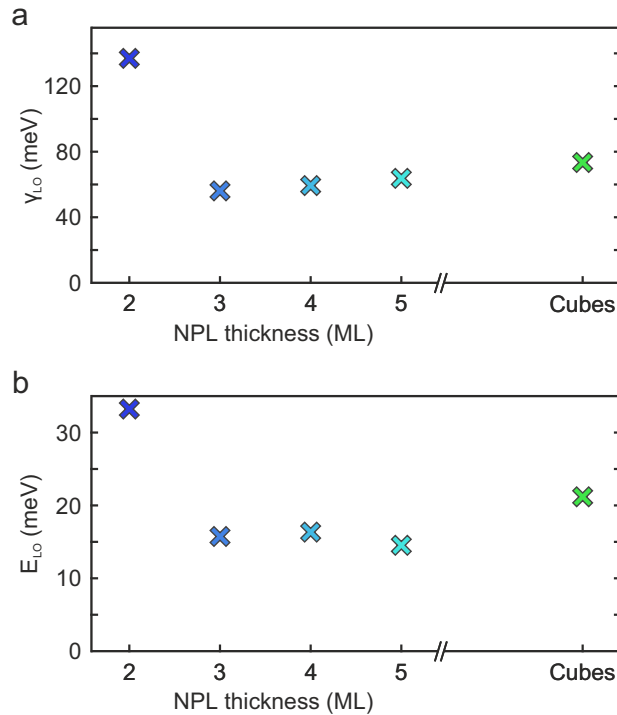 a
γLO (meV)
120
80
40
0
2 3 4 5 // Cubes
NPL thickness (ML)
b
ELO (meV)
30
20
10
0
2 3 4 5 // Cubes
NPL thickness (ML)